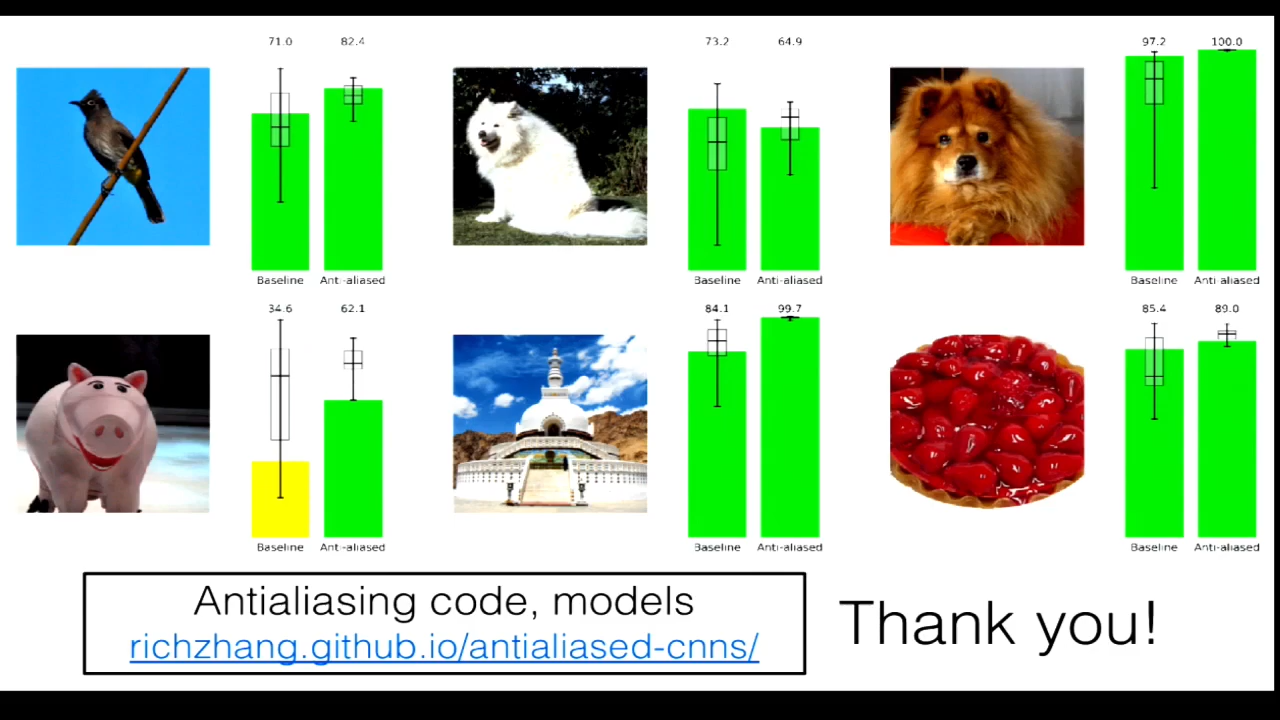 71.0 82.4
73.2 64.9
97.2 100.0
Baseline Anti-aliased
Baseline Anti-aliased
Baseline Anti-aliased
34.6 62.1
84.1 99.7
85.4 89.0
Baseline Anti-aliased
Baseline Anti-aliased
Baseline Anti-aliased
Antialiasing code, models
richzhang.github.io/antialiased-cnns/
Thank you!